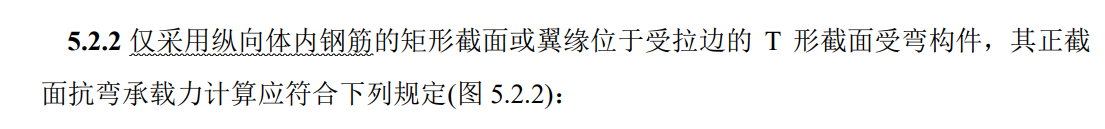 5.2.2 仅采用纵向体内钢筋的矩形截面或翼缘位于受拉边的 T 形截面受弯构件，其正截
面抗弯承载力计算应符合下列规定(图 5.2.2)：